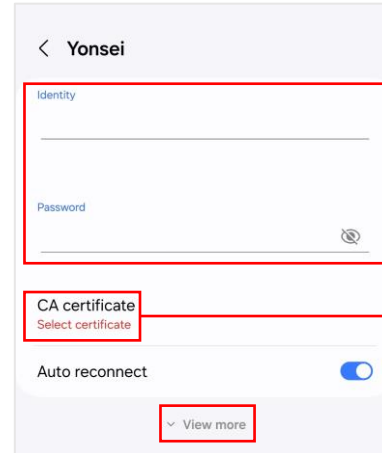 Yonsei
Identity
Password
CA certificate
Select certificate
Auto reconnect
View more